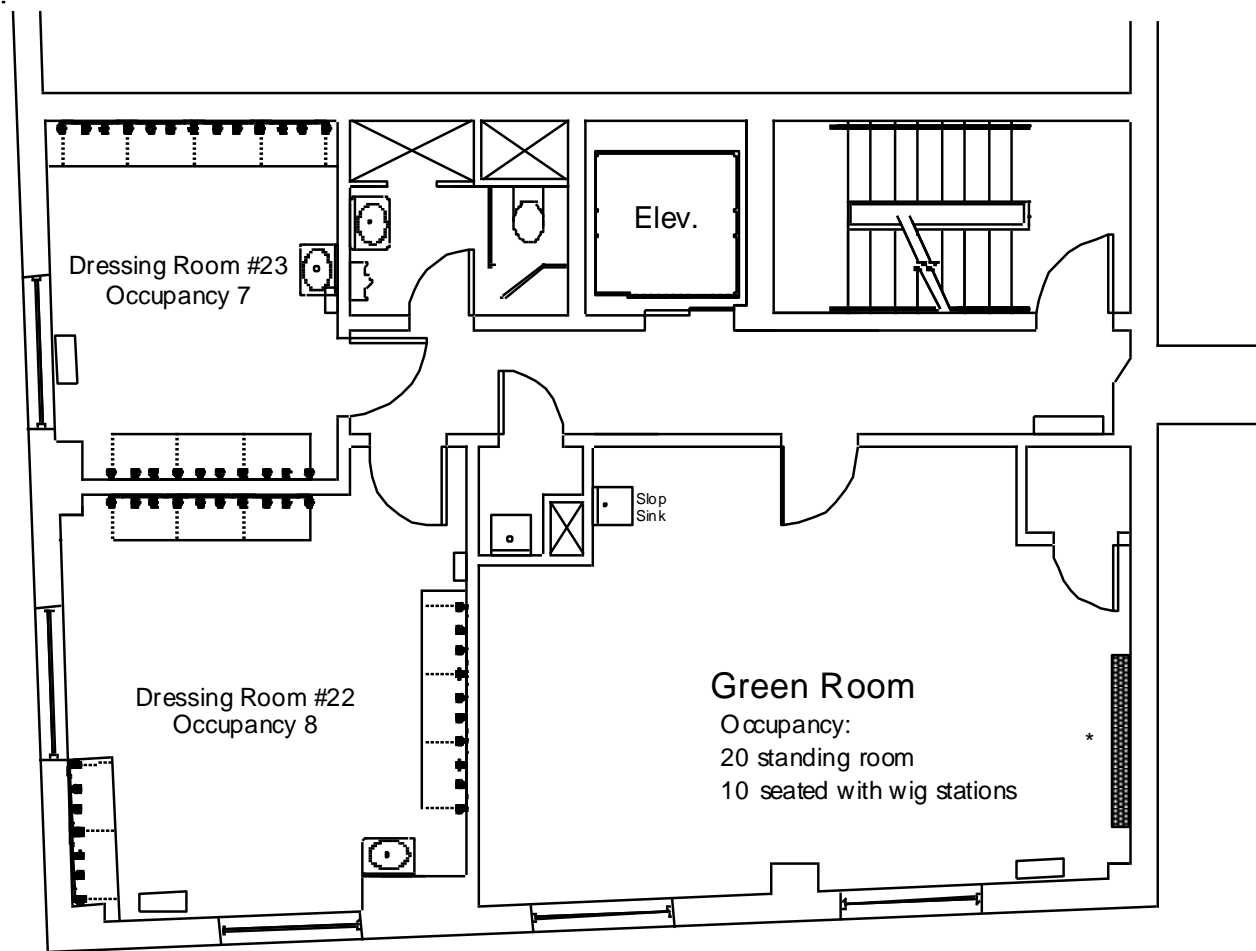 Elev.
Dressing Room #23
Occupancy 7
Slop
Sink
Dressing Room #22
Occupancy 8
Green Room
Occupancy:
20 standing room
10 seated with wig stations
*